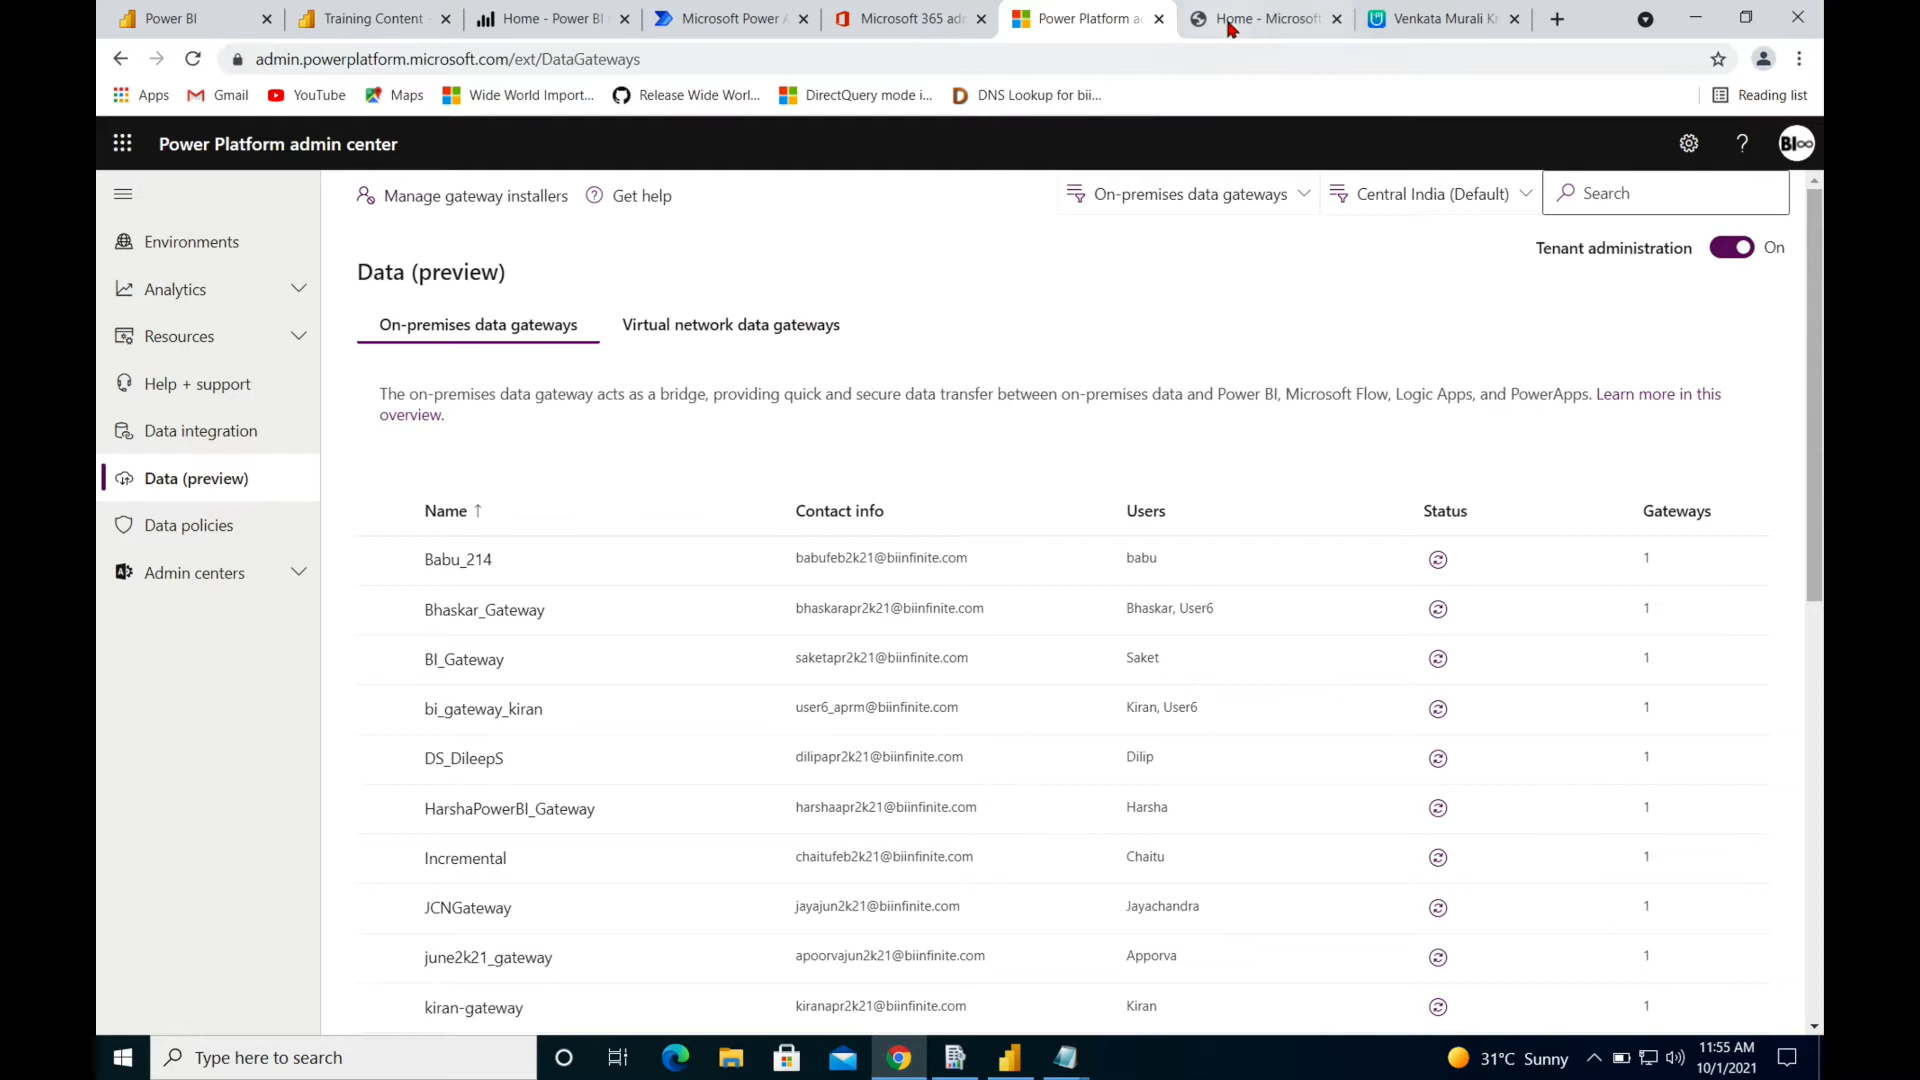 Power BI
Training Content -
Home - Power BI
Microsoft Power A
Microsoft 365 adm
Power Platform a
Home - Microsoft
Venkata Murali Kr
admin.powerplatform.microsoft.com/ext/DataGateways
Apps
Gmail
YouTube
Maps
Wide World Import...
Release Wide Worl...
DirectQuery mode i...
DNS Lookup for bii...
Reading list
Power Platform admin center
BI∞
Manage gateway installers
Get help
On-premises data gateways
Central India (Default)
Search
Tenant administration
On
Environments
Analytics
Resources
Help + support
Data integration
Data (preview)
Data policies
Admin centers
Data (preview)
On-premises data gateways
Virtual network data gateways
The on-premises data gateway acts as a bridge, providing quick and secure data transfer between on-premises data and Power BI, Microsoft Flow, Logic Apps, and PowerApps. Learn more in this
overview.
Name ↑ Contact info Users Status Gateways
Babu_214 babufeb2k21@biinfinite.com babu 1
Bhaskar_Gateway bhaskarapr2k21@biinfinite.com Bhaskar, User6 1
BI_Gateway saketapr2k21@biinfinite.com Saket 1
bi_gateway_kiran user6_aprm@biinfinite.com Kiran, User6 1
DS_DileepS dilipapr2k21@biinfinite.com Dilip 1
HarshaPowerBI_Gateway harshaapr2k21@biinfinite.com Harsha 1
Incremental chaitufeb2k21@biinfinite.com Chaitu 1
JCNGateway jayajun2k21@biinfinite.com Jayachandra 1
june2k21_gateway apoorvajun2k21@biinfinite.com Apporva 1
kiran-gateway kiranapr2k21@biinfinite.com Kiran 1
Type here to search
31°C Sunny
11:55 AM
10/1/2021